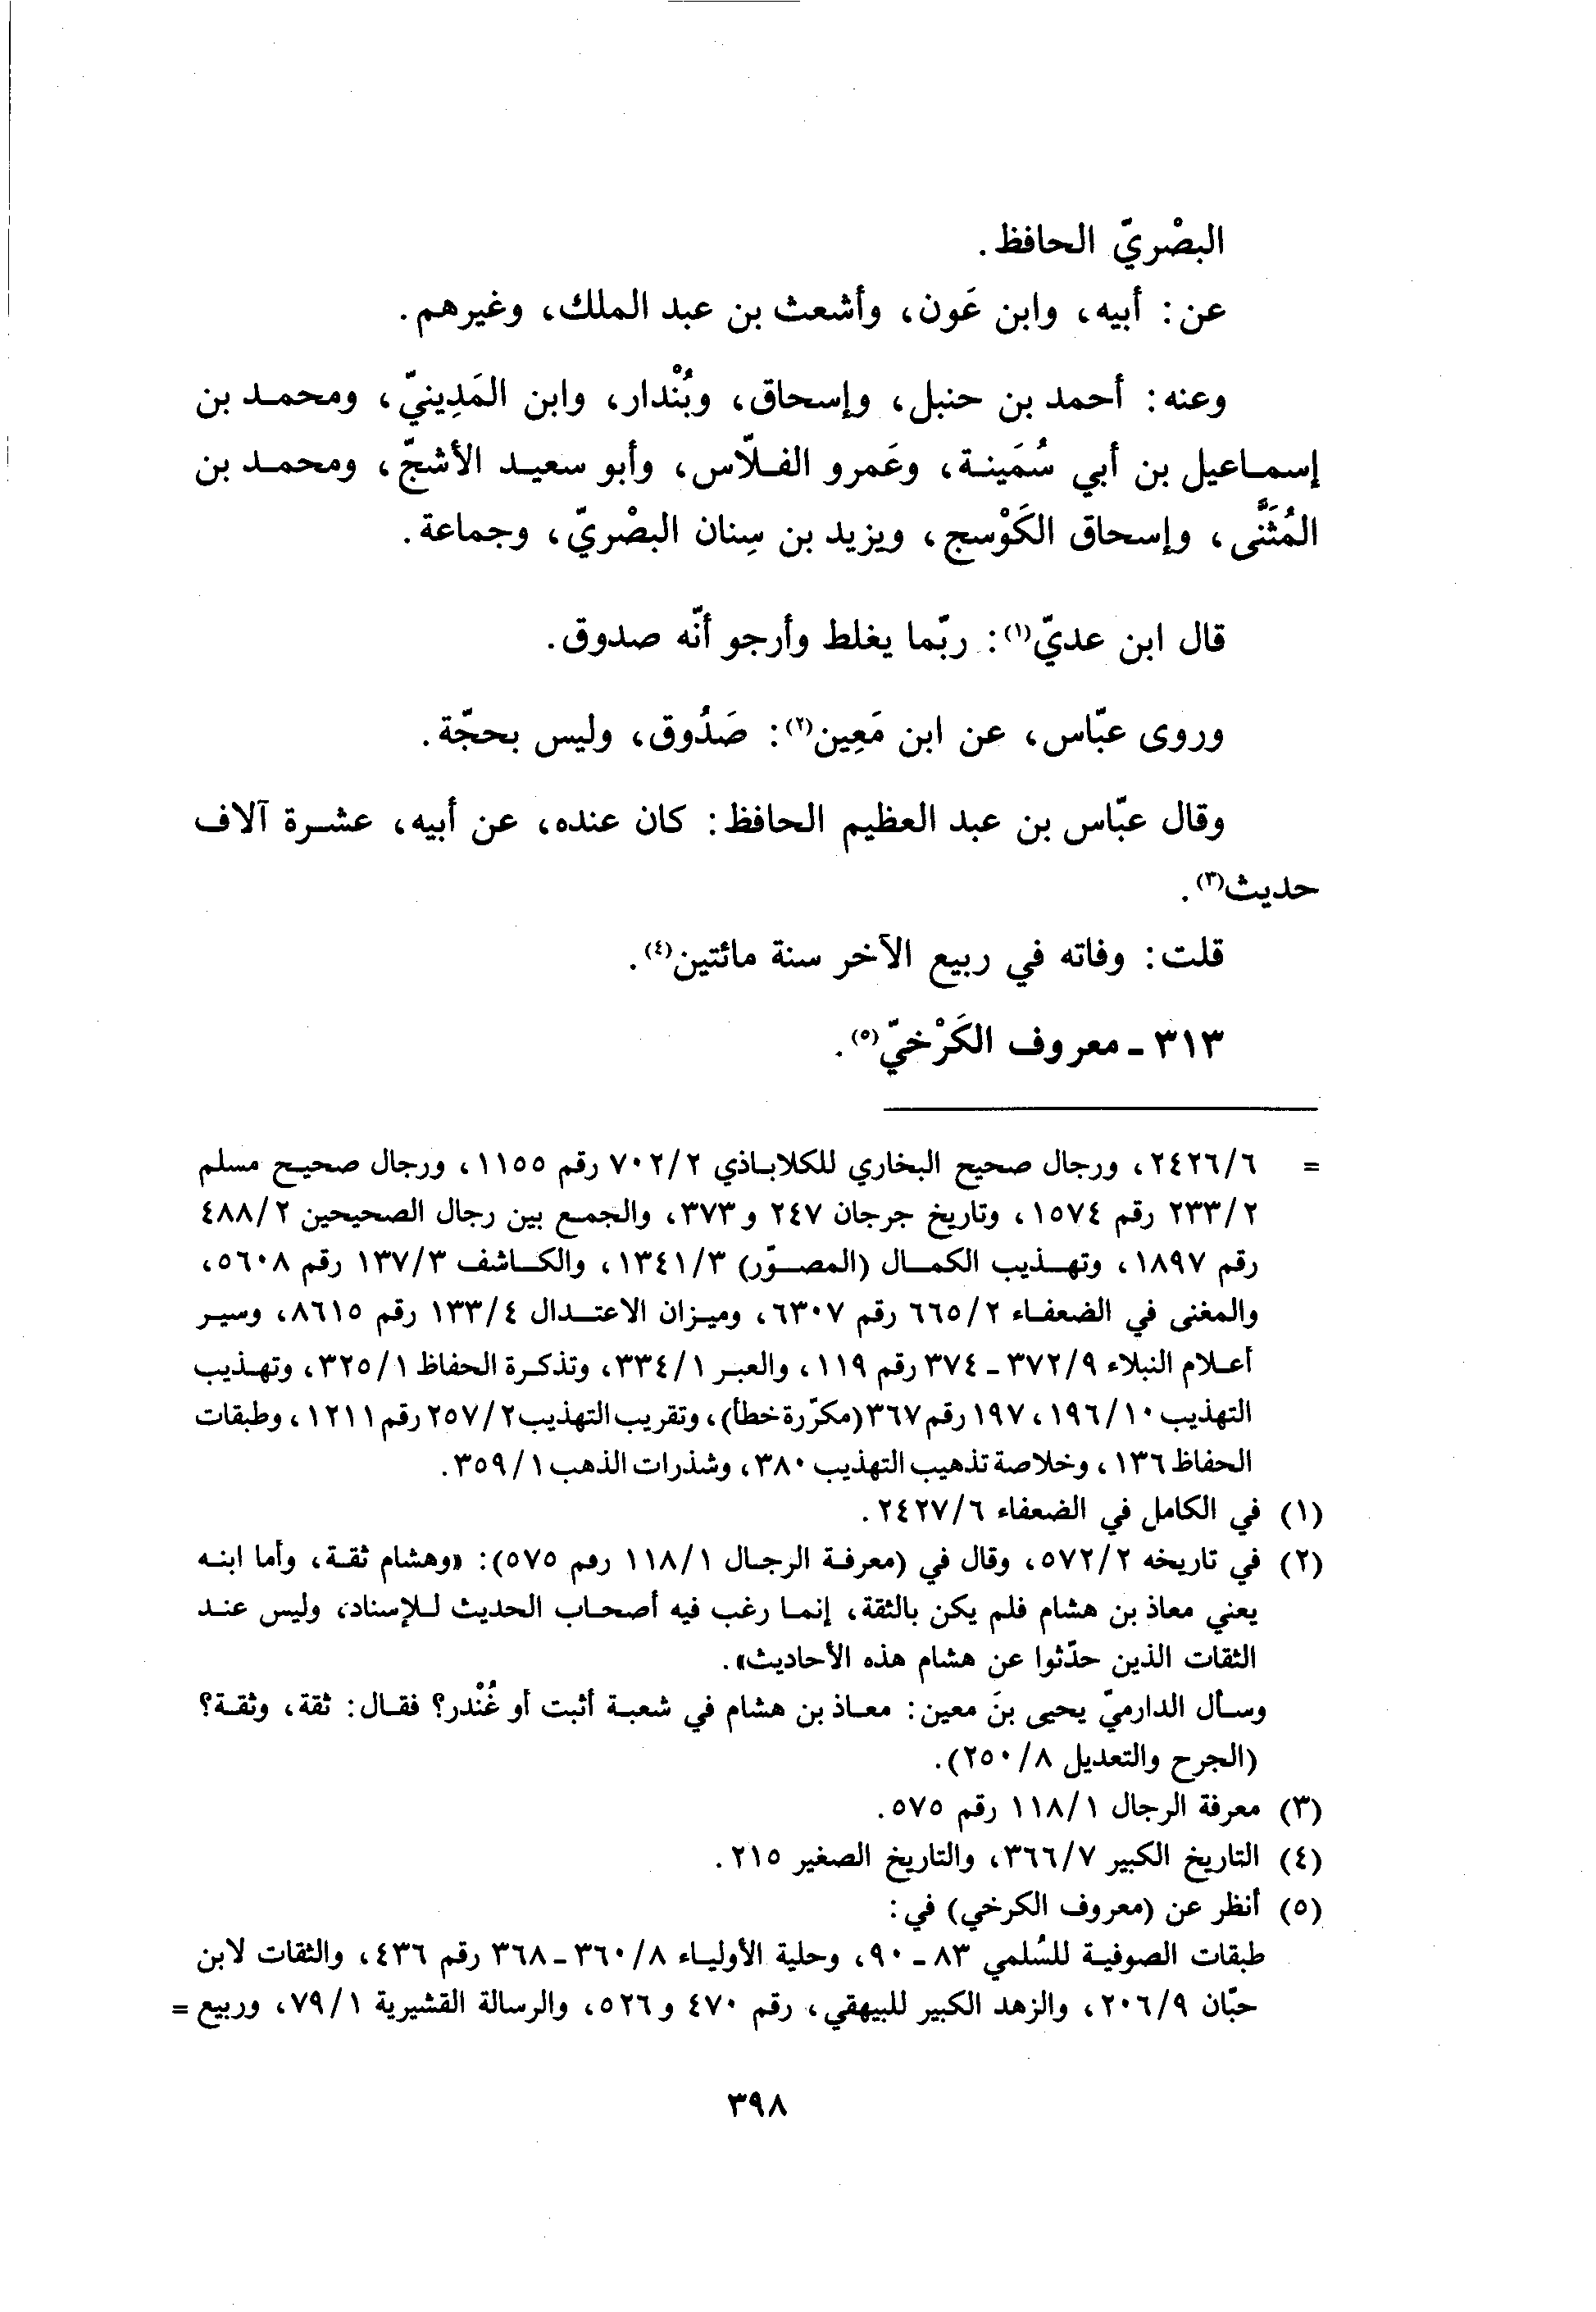 البصْريّ الحافظ.
عن: أبيه، وابن عَون، وأشعث بن عبد الملك، وغيرهم.
وعنه: أحمد بن حنبل، وإسحاق، وبُنْدار، وابن المَدِينيّ، ومحمد بن
إسماعيل بن أبي سُمَينة، وعَمرو الفلّاس، وأبو سعيد الأشجّ، ومحمد بن
المُثَنَّى، وإسحاق الكَوْسج، ويزيد بن سِنان البصْريّ، وجماعة.
قال ابن عديّ(١): ربّما يغلط وأرجو أنّه صدوق.
وروى عبّاس، عن ابن مَعِين(٢): صَدُوق، وليس بحجّة.
وقال عبّاس بن عبد العظيم الحافظ: كان عنده، عن أبيه، عشرة آلاف
حديث(٣).
قلت: وفاته في ربيع الآخر سنة مائتين(٤).
٣١٣ - معروف الكَرْخيّ(٥).
= ٢٤٢٦/٦، ورجال صحيح البخاري للكلاباذي ٧٠٢/٢ رقم ١١٥٥، ورجال صحيح مسلم
٢٣٣/٢ رقم ١٥٧٤، وتاريخ جرجان ٢٤٧ و٣٧٣، والجمع بين رجال الصحيحين ٤٨٨/٢
رقم ١٨٩٧، وتهذيب الكمال (المصوّر) ١٣٤١/٣، والكاشف ١٣٧/٣ رقم ٥٦٠٨،
والمغنى في الضعفاء ٦٦٥/٢ رقم ٦٣٠٧، وميزان الاعتدال ١٣٣/٤ رقم ٨٦١٥، وسير
أعلام النبلاء ٣٧٢/٩ - ٣٧٤ رقم ١١٩، والعبر ٣٣٤/١، وتذكرة الحفاظ ٣٢٥/١، وتهذيب
التهذيب ١٩٦/١٠، ١٩٧ رقم ٣٦٧ (مكرّرة خطأ)، وتقريب التهذيب ٢٥٧/٢ رقم ١٢١١، وطبقات
الحفاظ ١٣٦، وخلاصة تذهيب التهذيب ٣٨٠، وشذرات الذهب ٣٥٩/١.
(١) في الكامل في الضعفاء ٢٤٢٧/٦.
(٢) في تاريخه ٥٧٢/٢، وقال في (معرفة الرجال ١١٨/١ رقم ٥٧٥): «وهشام ثقة، وأما ابنه
يعني معاذ بن هشام فلم يكن بالثقة، إنما رغب فيه أصحاب الحديث للإسناد، وليس عند
الثقات الذين حدّثوا عن هشام هذه الأحاديث».
وسأل الدارميّ يحيى بنَ معين: معاذ بن هشام في شعبة أثبت أو غُنْدر؟ فقال: ثقة، وثقة؟
(الجرح والتعديل ٢٥٠/٨).
(٣) معرفة الرجال ١١٨/١ رقم ٥٧٥.
(٤) التاريخ الكبير ٣٦٦/٧، والتاريخ الصغير ٢١٥.
(٥) أنظر عن (معروف الكرخي) في:
طبقات الصوفية للسُلمي ٨٣ - ٩٠، وحلية الأولياء ٣٦٠/٨ - ٣٦٨ رقم ٤٣٦، والثقات لابن
حبّان ٢٠٦/٩، والزهد الكبير للبيهقي، رقم ٤٧٠ و٥٢٦، والرسالة القشيرية ٧٩/١، وربيع =
٣٩٨